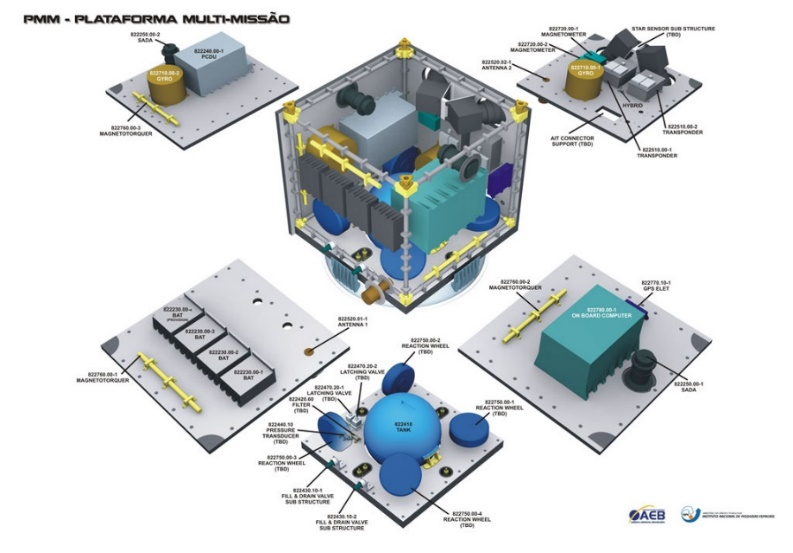 PMM - PLATAFORMA MULTI-MISSÃO
822250.00-2
SADA
822240.00-1
PCDU
822710.00-2
GYRO
822760.00-3
MAGNETOTORQUER
822720.00-1
MAGNETOMETER
822720.00-2
MAGNETOMETER
STAR SENSOR SUB STRUCTURE
(TBD)
822520.02-1
ANTENNA 2
822710.00-1
GYRO
HYBRID
822510.00-2
TRANSPONDER
AIT CONNECTOR
SUPPORT (TBD)
822510.00-1
TRANSPONDER
BAT
822230.00-3
BAT
822230.00-2
BAT
822230.00-1
BAT
822520.01-1
ANTENNA 1
822760.00-1
MAGNETOTORQUER
822760.00-2
MAGNETOTORQUER
822770.10-1
GPS ELET
822790.00-1
ON BOARD COMPUTER
822250.00-1
SADA
822750.00-2
REACTION WHEEL
(TBD)
822470.20-2
LATCHING VALVE
(TBD)
822470.20-1
LATCHING VALVE
(TBD)
822420.60
FILTER
(TBD)
822440.10
PRESSURE
TRANSDUCER
(TBD)
822750.00-3
REACTION WHEEL
(TBD)
822410
TANK
822750.00-1
REACTION WHEEL
(TBD)
822430.10-1
FILL & DRAIN VALVE
SUB STRUCTURE
822430.10-2
FILL & DRAIN VALVE
SUB STRUCTURE
822750.00-4
REACTION WHEEL
(TBD)
AEB
INSTITUTO NACIONAL DE PESQUISAS ESPACIAIS